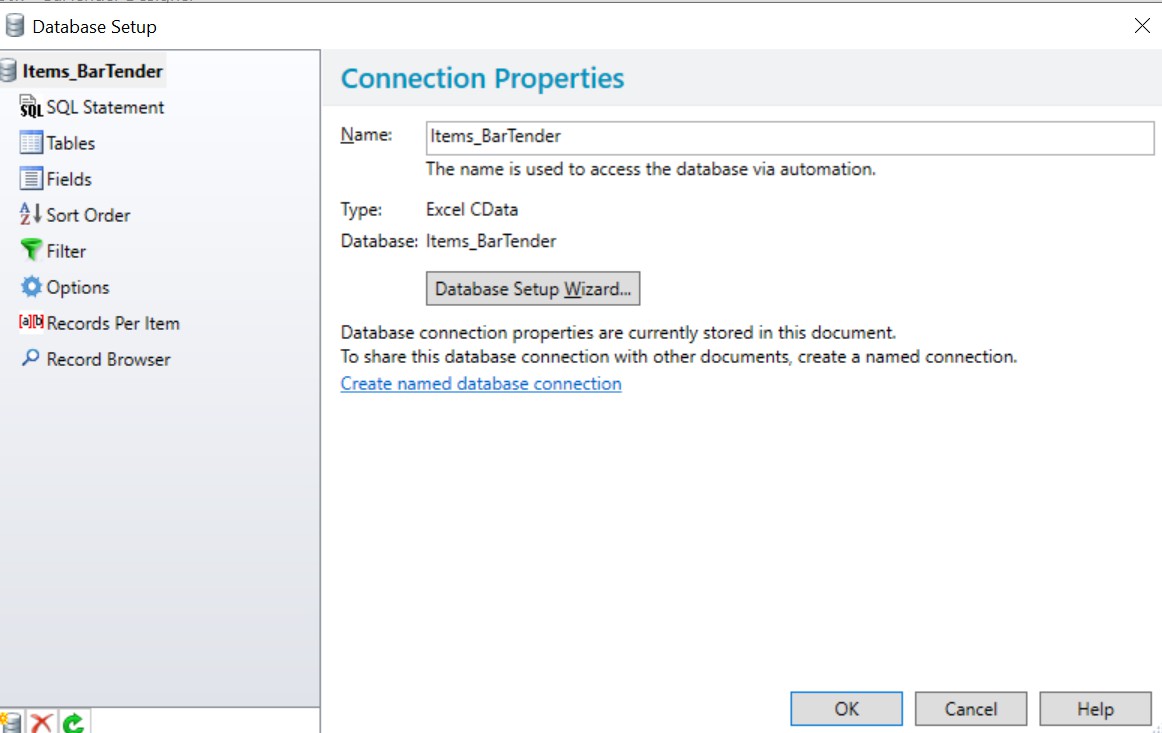 Database Setup
Items_BarTender
SQL SQL Statement
Tables
Fields
A Z Sort Order
Filter
Options
[a][b] Records Per Item
Record Browser
Connection Properties
Name: Items_BarTender
The name is used to access the database via automation.
Type: Excel CData
Database: Items_BarTender
Database Setup Wizard...
Database connection properties are currently stored in this document.
To share this database connection with other documents, create a named connection.
Create named database connection
OK Cancel Help